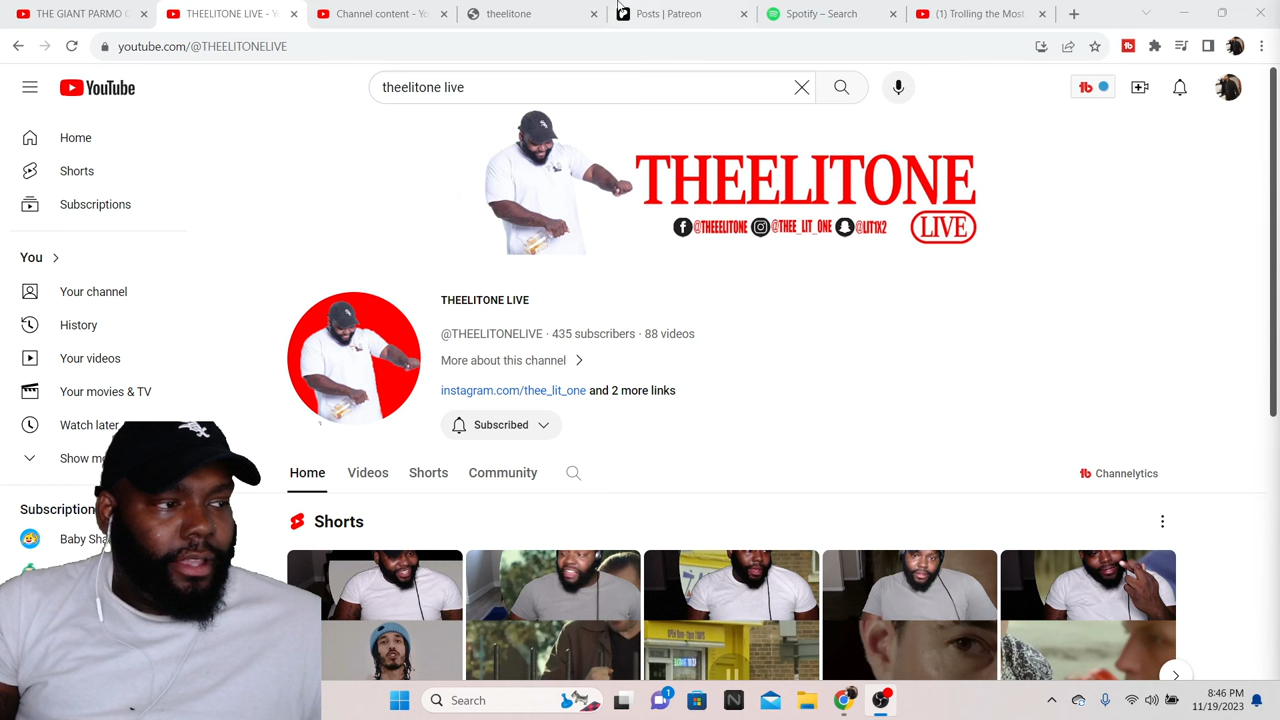 THE GIANT PARMO C
THEELITONE LIVE - Y
Channel content - Yo
theelitone
Posts | Patreon
Spotify – Search
(1) Trolling the Most
youtube.com/@THEELITONELIVE
YouTube
theelitone live
Home
Shorts
Subscriptions
You
Your channel
History
Your videos
Your movies & TV
Watch later
Show m
Subscription
Baby Sha
THEELITONE
@THEEELITONE
@THEE_LIT_ONE
@LIT1X2
LIVE
THEELITONE LIVE
@THEELITONELIVE · 435 subscribers · 88 videos
More about this channel
instagram.com/thee_lit_one and 2 more links
Subscribed
Home
Videos
Shorts
Community
Channelytics
Shorts
Search
8:46 PM
11/19/2023